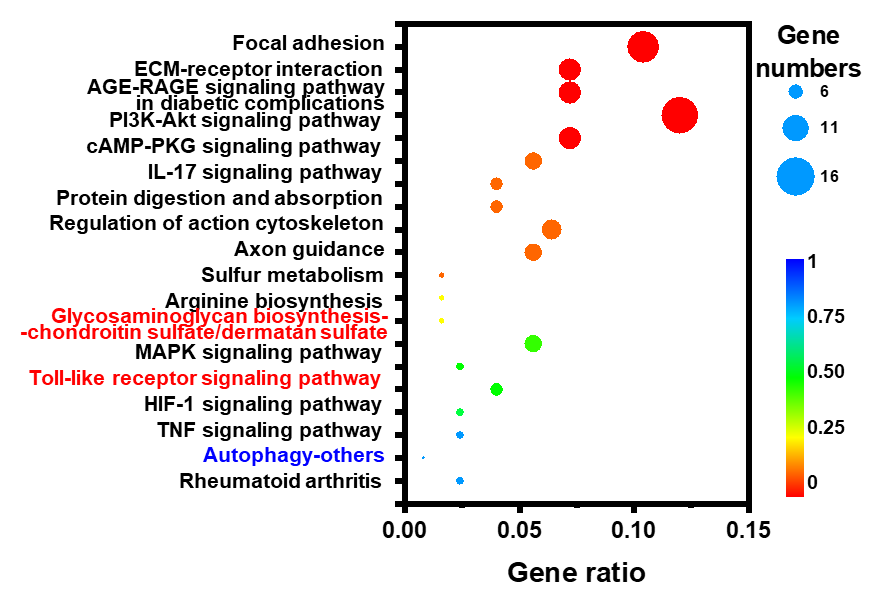 Focal adhesion
ECM-receptor interaction
AGE-RAGE signaling pathway
in diabetic complications
PI3K-Akt signaling pathway
cAMP-PKG signaling pathway
IL-17 signaling pathway
Protein digestion and absorption
Regulation of action cytoskeleton
Axon guidance
Sulfur metabolism
Arginine biosynthesis
Glycosaminoglycan biosynthesis-
-chondroitin sulfate/dermatan sulfate
MAPK signaling pathway
Toll-like receptor signaling pathway
HIF-1 signaling pathway
TNF signaling pathway
Autophagy-others
Rheumatoid arthritis
0.00 0.05 0.10 0.15
Gene ratio
Gene
numbers
6
11
16
1
0.75
0.50
0.25
0